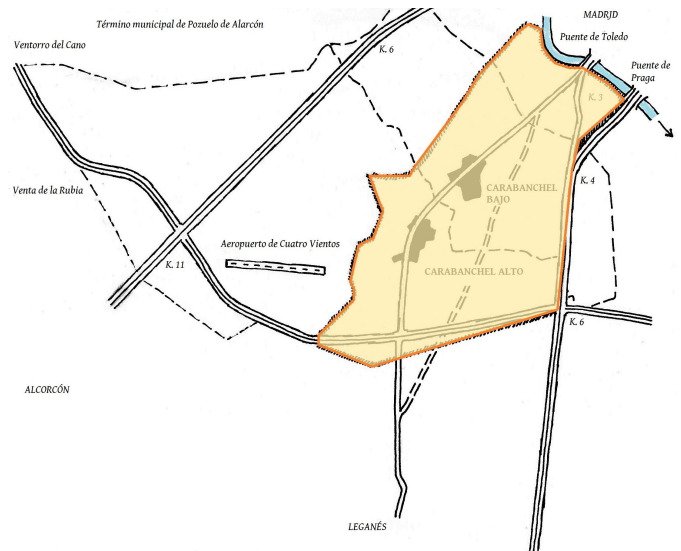 MADRJD
Término municipal de Pozuelo de Alarcón
Puente de Toledo
Ventorro del Cano
K. 6
Puente de
Praga
K. 3
Venta de la Rubia
K. 4
CARABANCHEL
BAJO
Aeropuerto de Cuatro Vientos
K. 11
CARABANCHEL ALTO
K. 6
ALCORCÓN
LEGANÉS